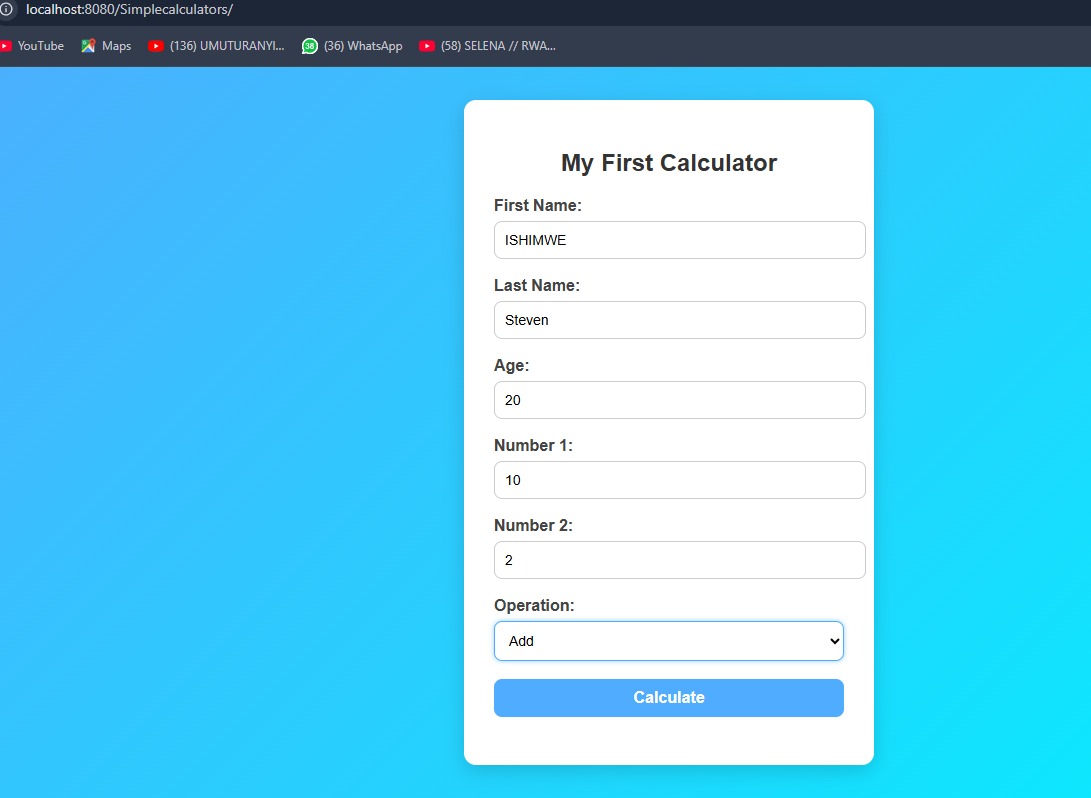 localhost:8080/Simplecalculators/
YouTube Maps (136) UMUTURANYI... 38 (36) WhatsApp (58) SELENA // RWA...
My First Calculator
First Name:
ISHIMWE
Last Name:
Steven
Age:
20
Number 1:
10
Number 2:
2
Operation:
Add
Calculate